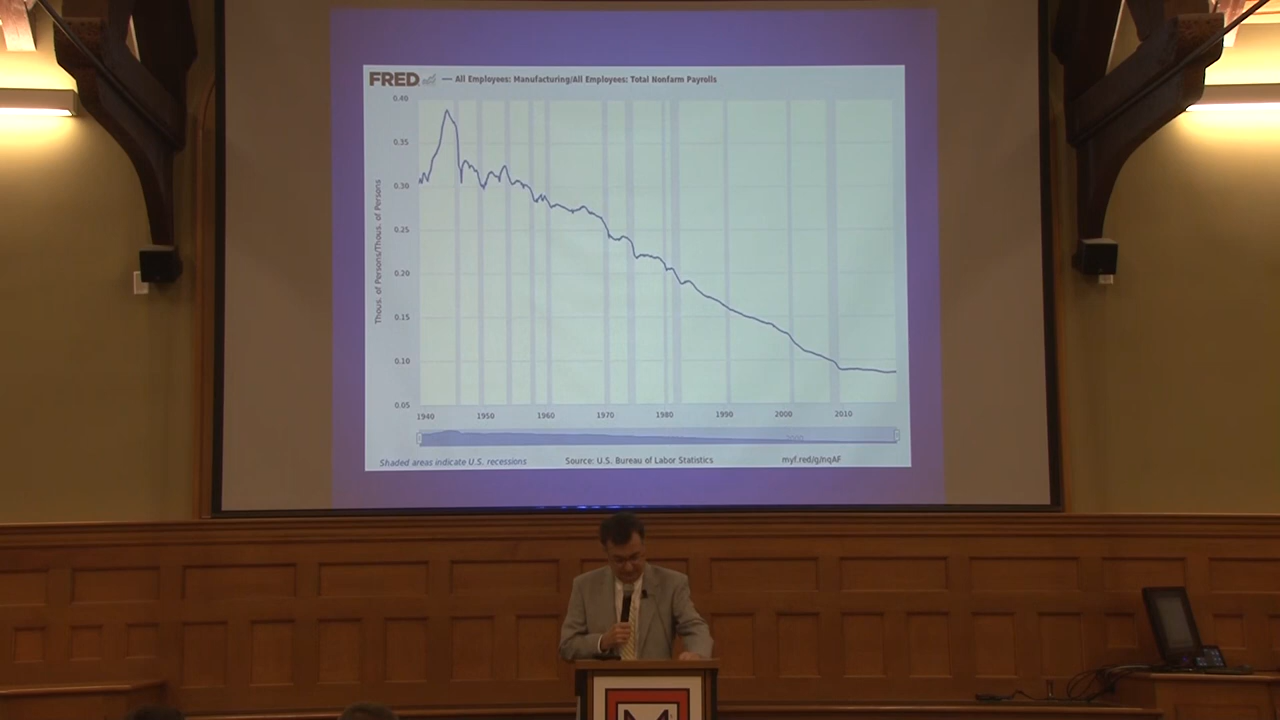 FRED
All Employees: Manufacturing/All Employees: Total Nonfarm Payrolls
0.40
0.35
0.30
0.25
0.20
0.15
0.10
0.05
Thous. of Persons/Thous. of Persons
1940 1950 1960 1970 1980 1990 2000 2010
Shaded areas indicate U.S. recessions
Source: U.S. Bureau of Labor Statistics
myf.red/g/nqAF
M